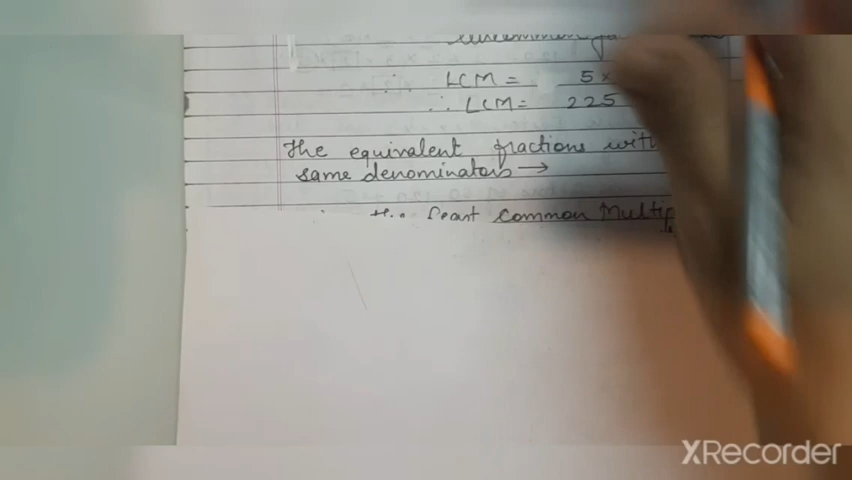 ∴ LCM = 5 ×
∴ LCM = 225
The equivalent fractions with
same denominators →
Least Common Multip
XRecorder